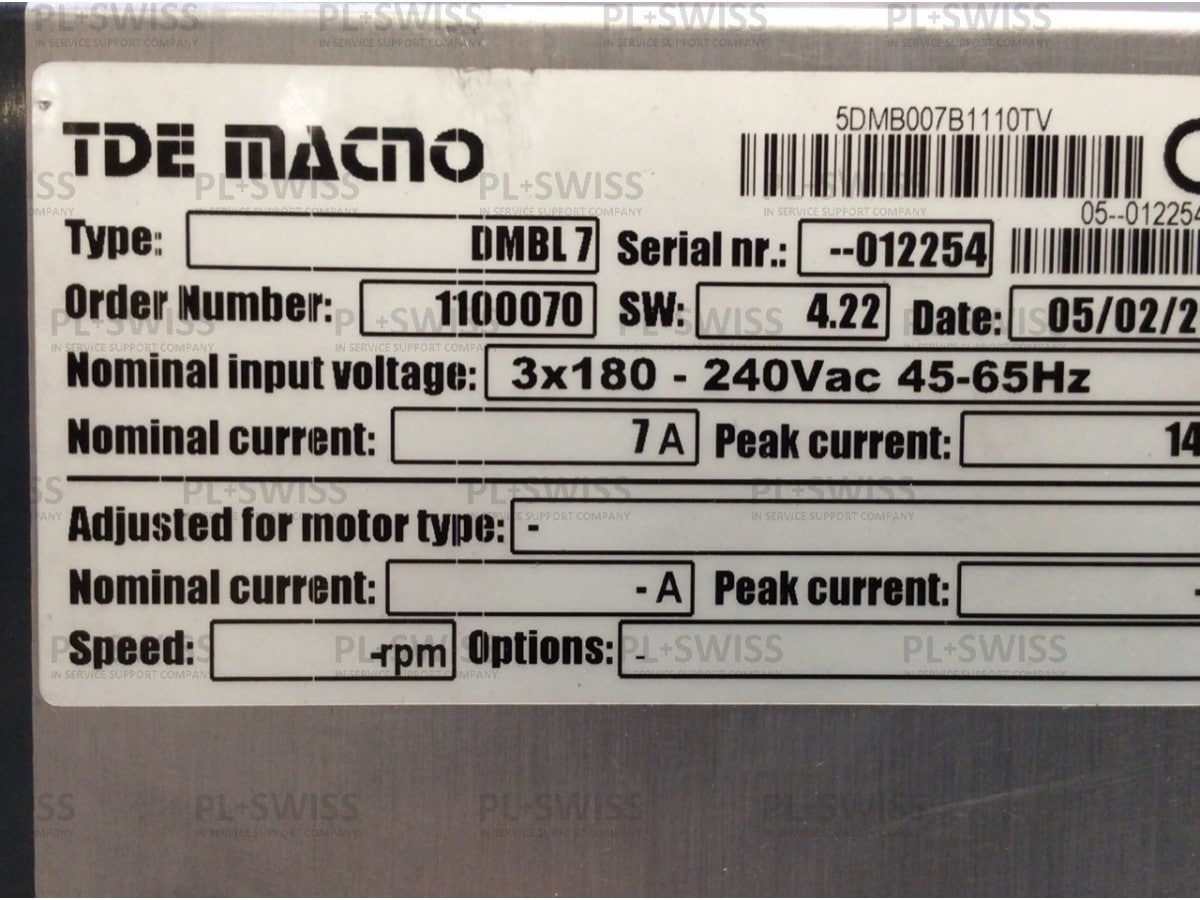 TDE MACNO
5DMB007B1110TV
05--012254
Type: DMBL 7 Serial nr.: --012254
Order Number: 1100070 SW: 4.22 Date: 05/02/2
Nominal input voltage: 3x180 - 240Vac 45-65Hz
Nominal current: 7 A Peak current: 14
Adjusted for motor type: -
Nominal current: - A Peak current: -
Speed: -rpm Options: -
PL+SWISS
IN SERVICE SUPPORT COMPANY